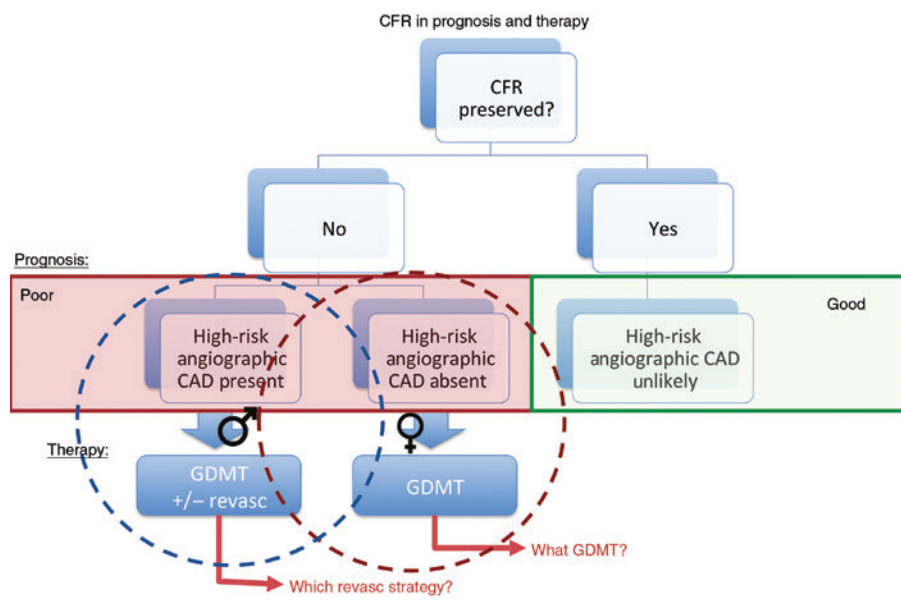 CFR in prognosis and therapy
CFR
preserved?
No
Yes
Prognosis:
Poor
Good
High-risk
angiographic
CAD present
High-risk
angiographic
CAD absent
High-risk
angiographic CAD
unlikely
Therapy:
GDMT
+/− revasc
GDMT
What GDMT?
Which revasc strategy?